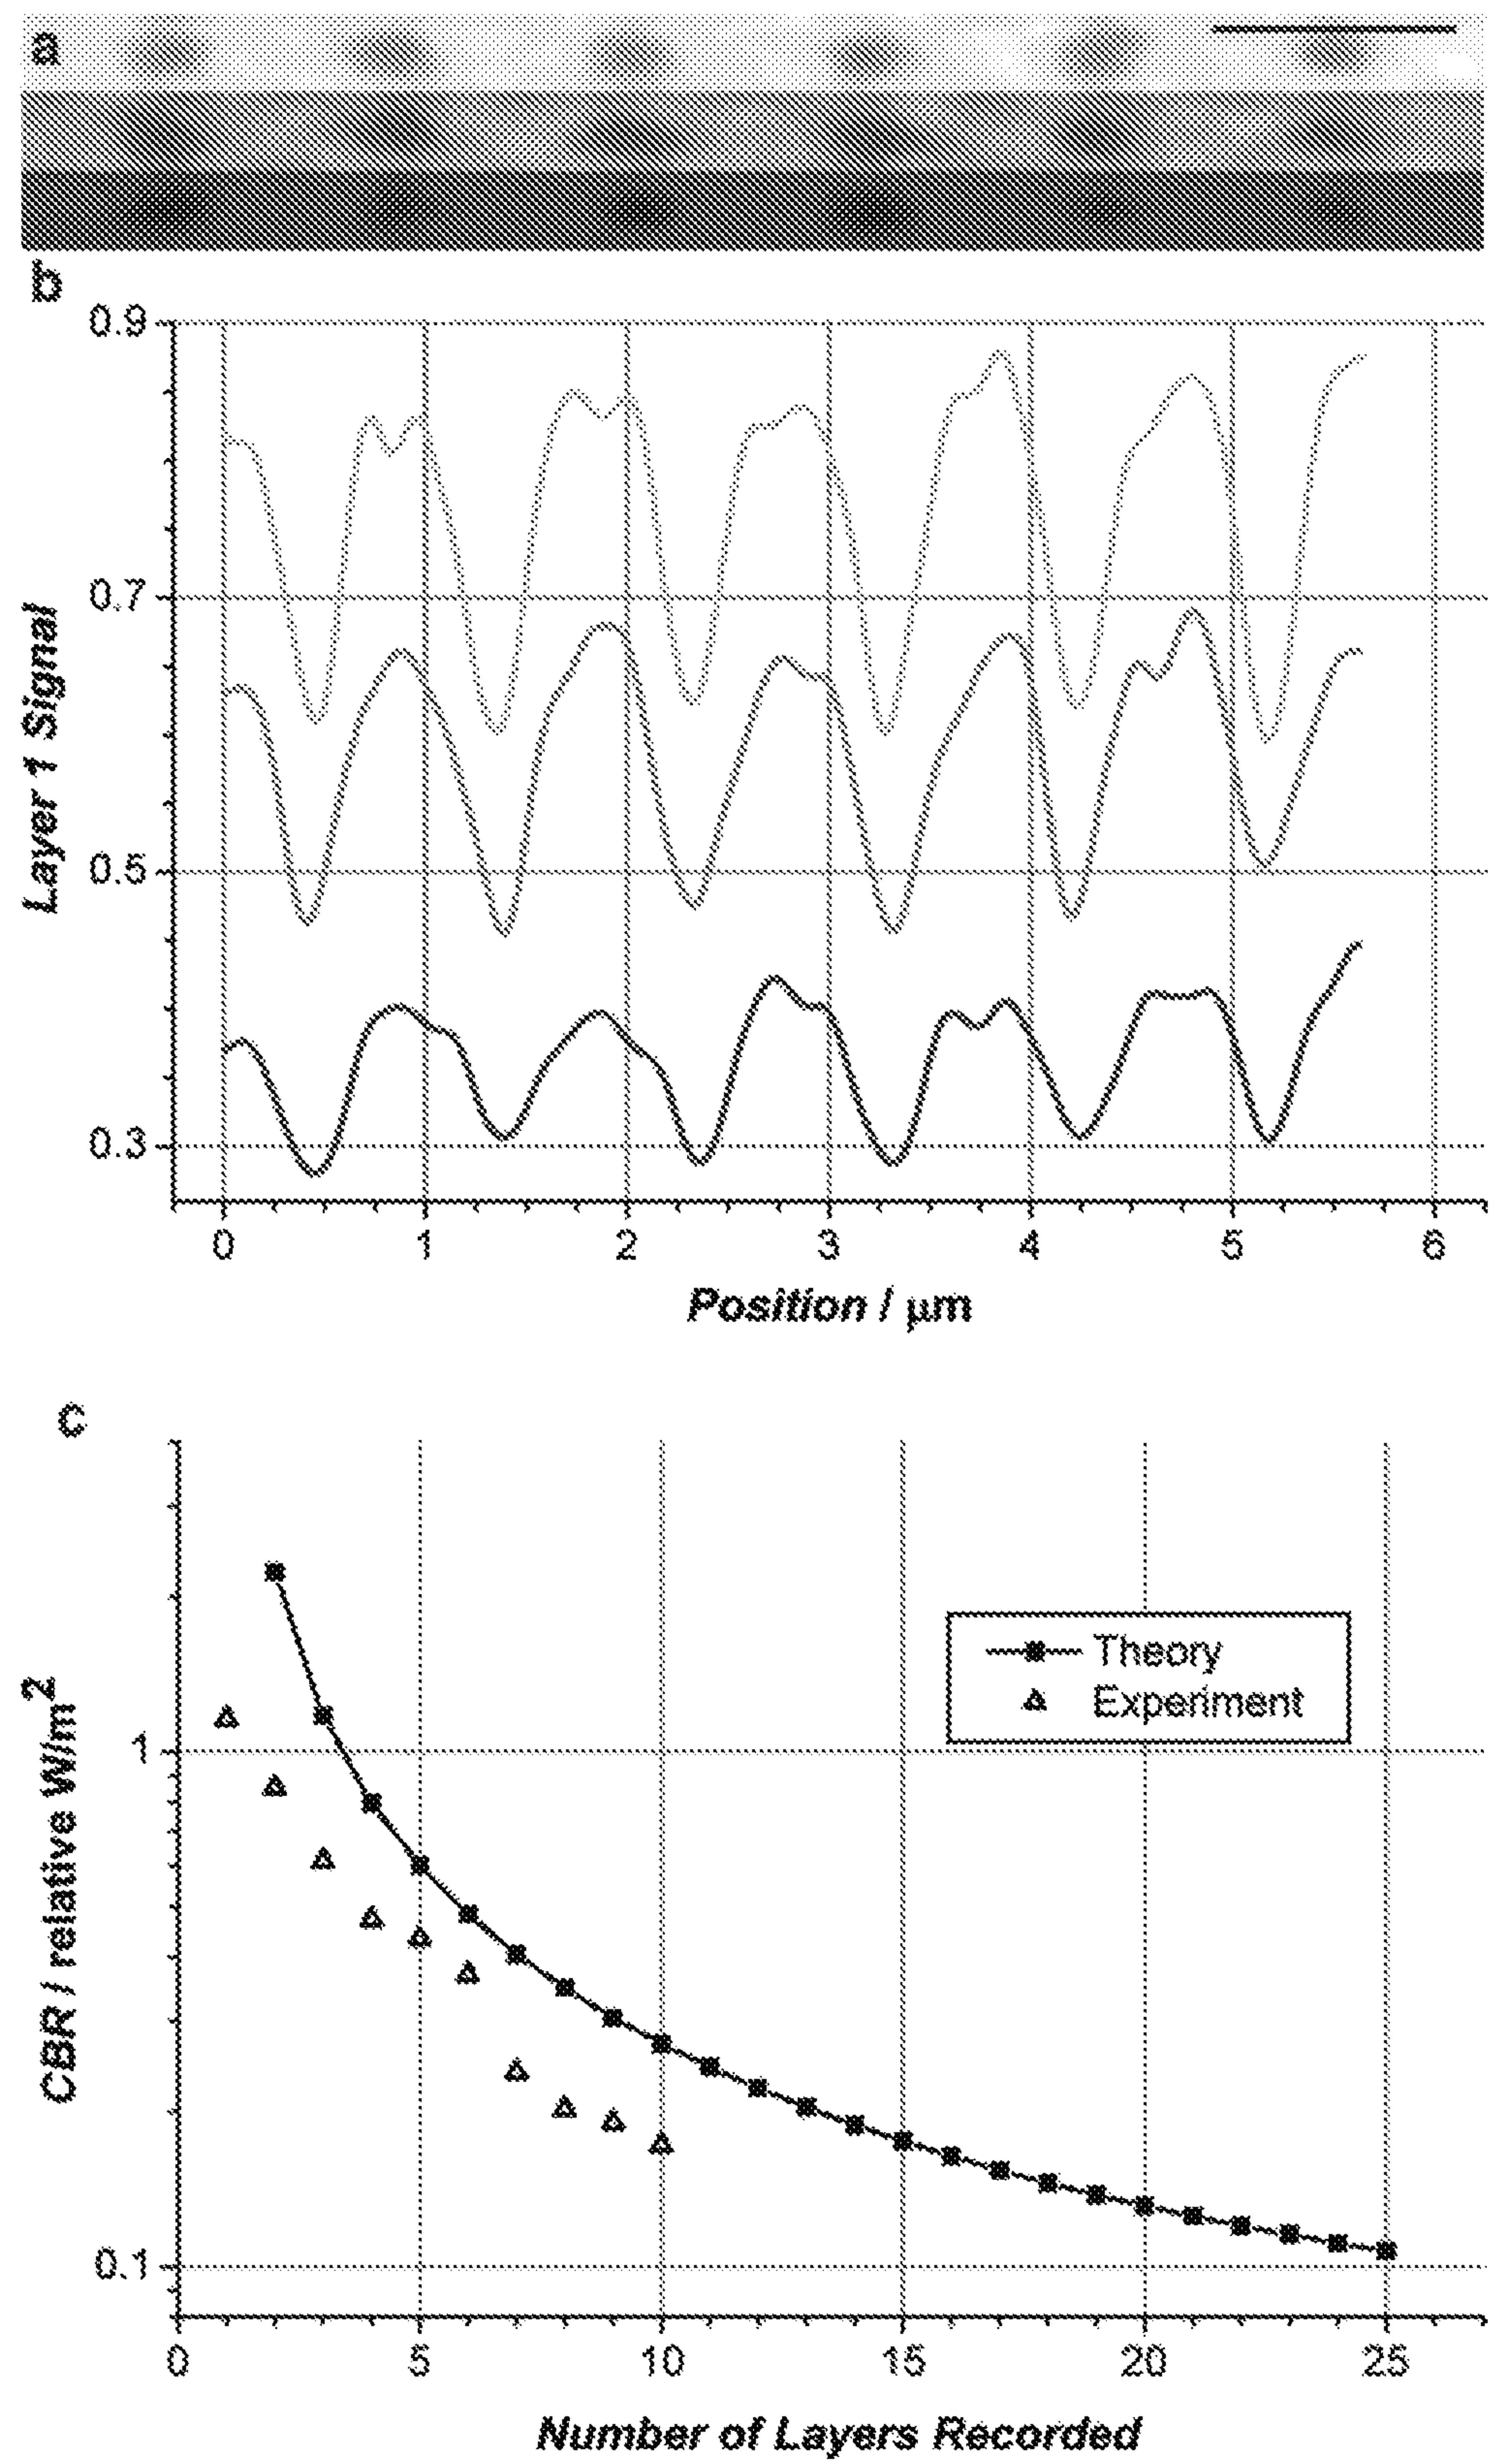 a
b
0.9
0.7
0.5
0.3
Layer 1 Signal
0 1 2 3 4 5 6
Position / μm
c
1
0.1
CBR / relative W/m²
Theory
Experiment
0 5 10 15 20 25
Number of Layers Recorded